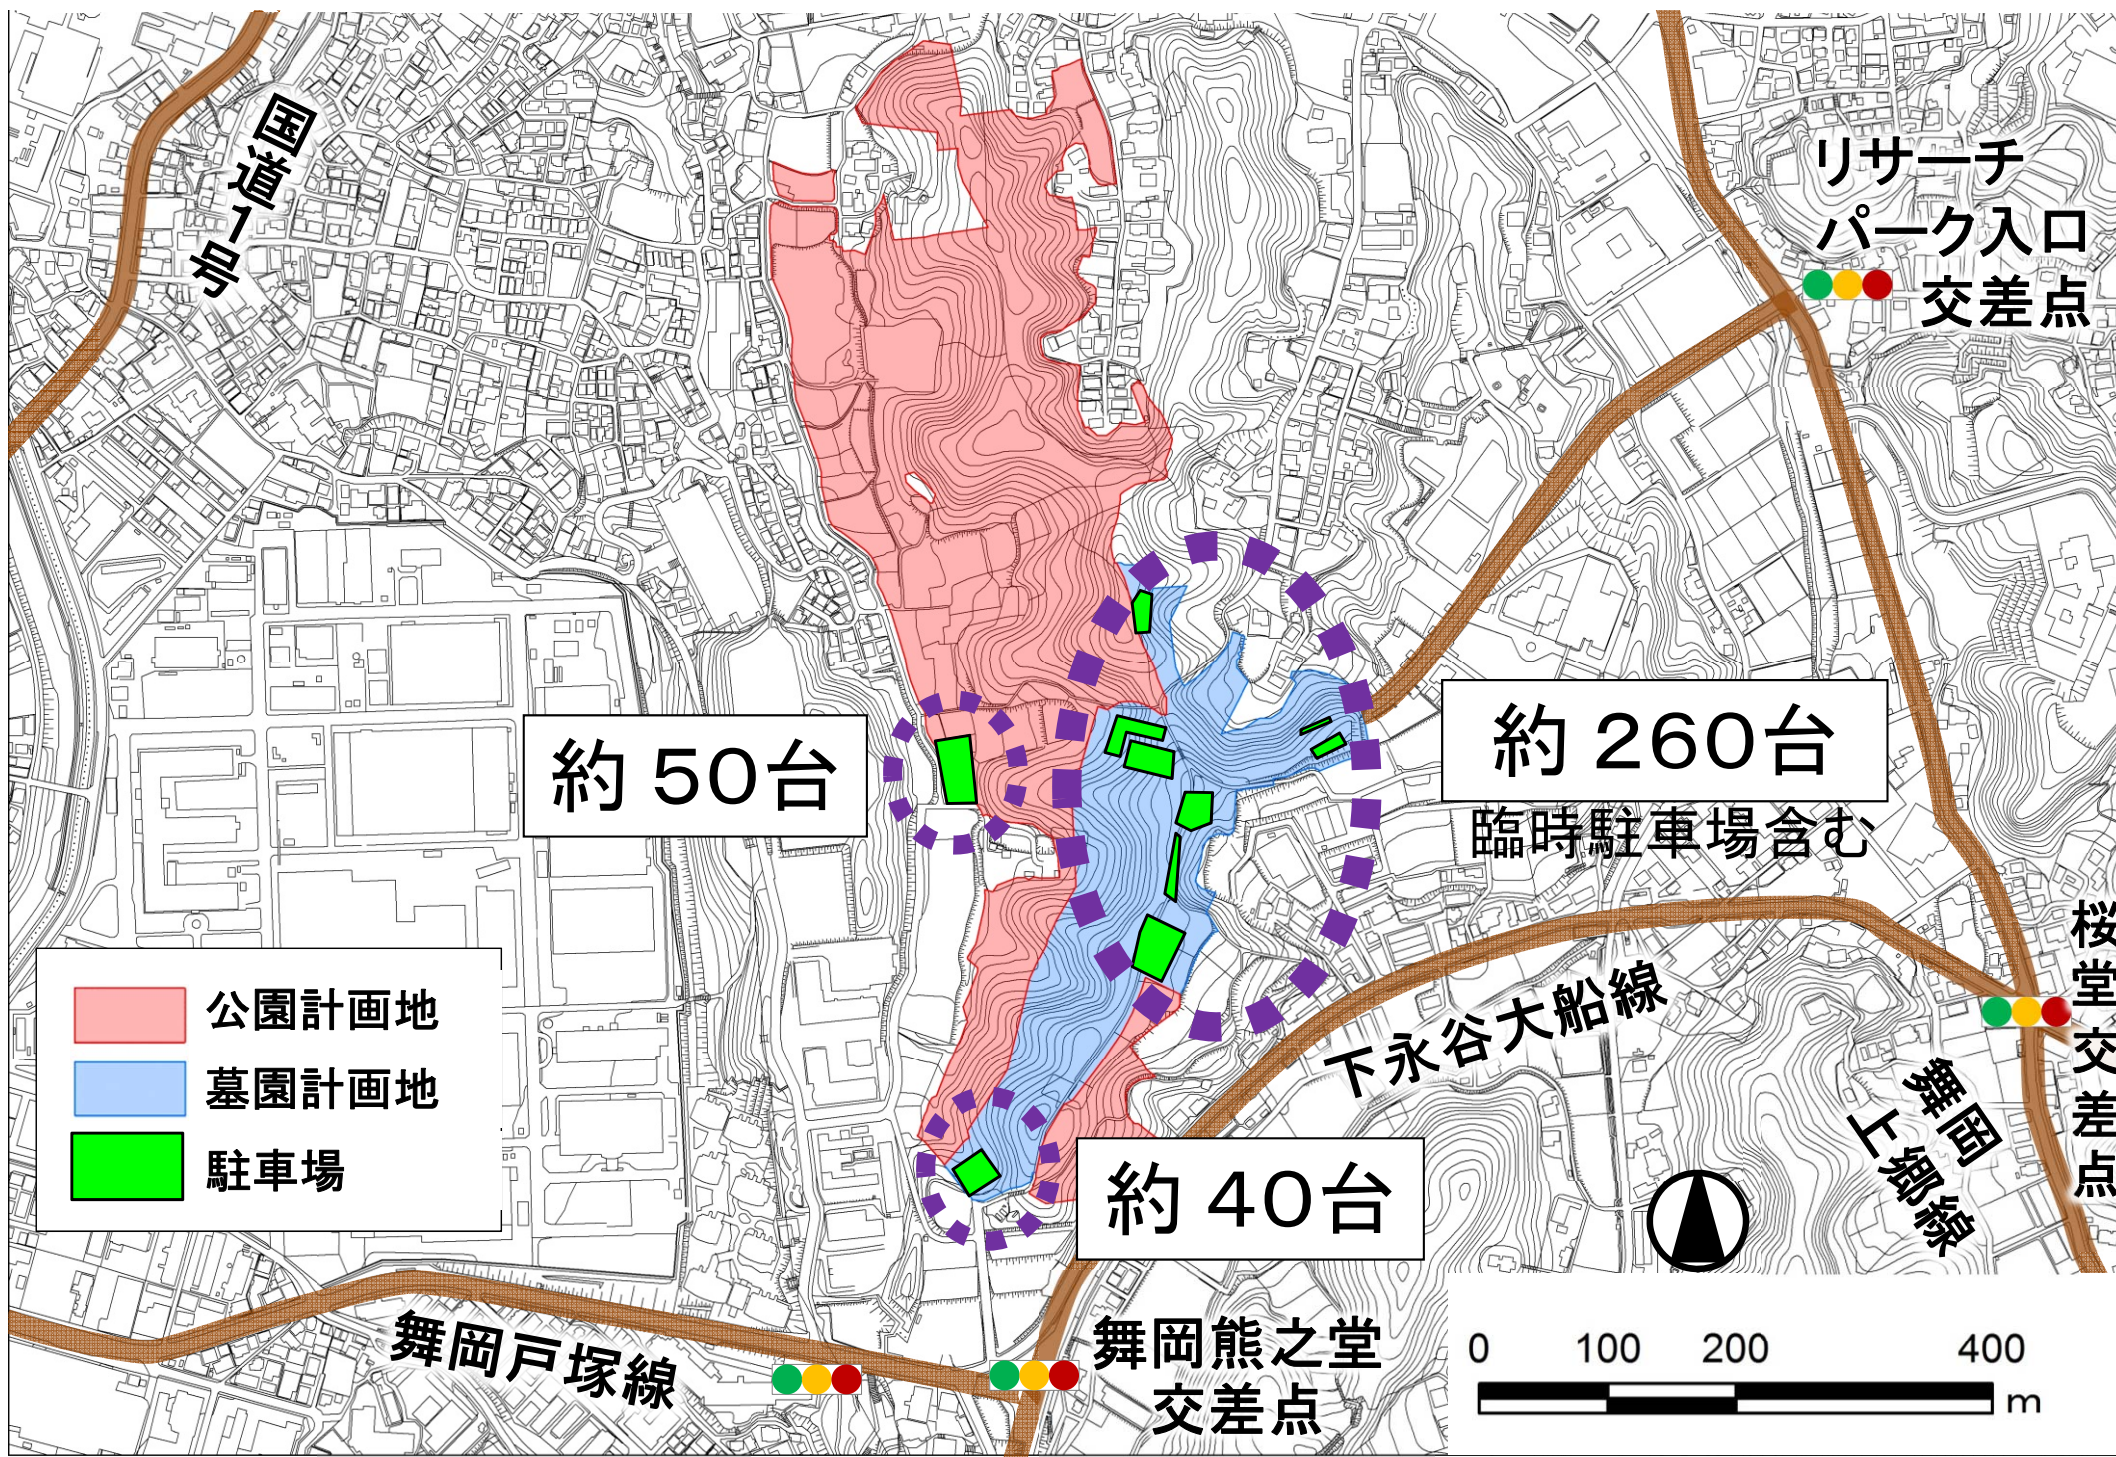 国道1号
リサーチ
パーク入口
交差点
約 50台
約 260台
臨時駐車場含む
桜堂交差点
下永谷大船線
舞岡
上郷線
公園計画地
墓園計画地
駐車場
約 40台
舞岡戸塚線
舞岡熊之堂
交差点
0 100 200 400
m